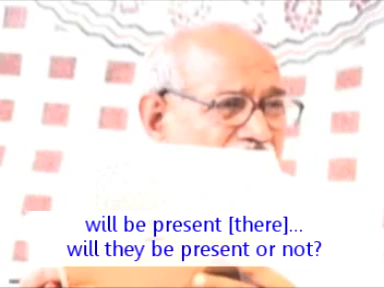 will be present [there]...
will they be present or not?